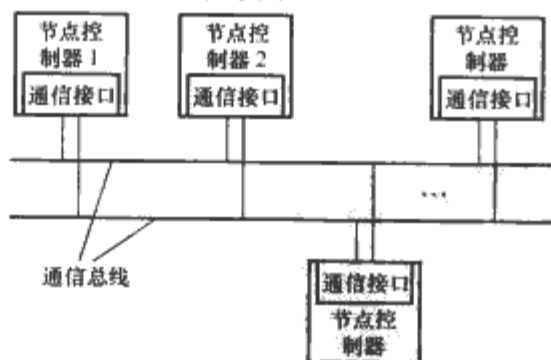 节点控
制器 1
通信接口
节点控
制器 2
通信接口
节点控
制器
通信接口
...
通信总线
通信接口
节点控
制器